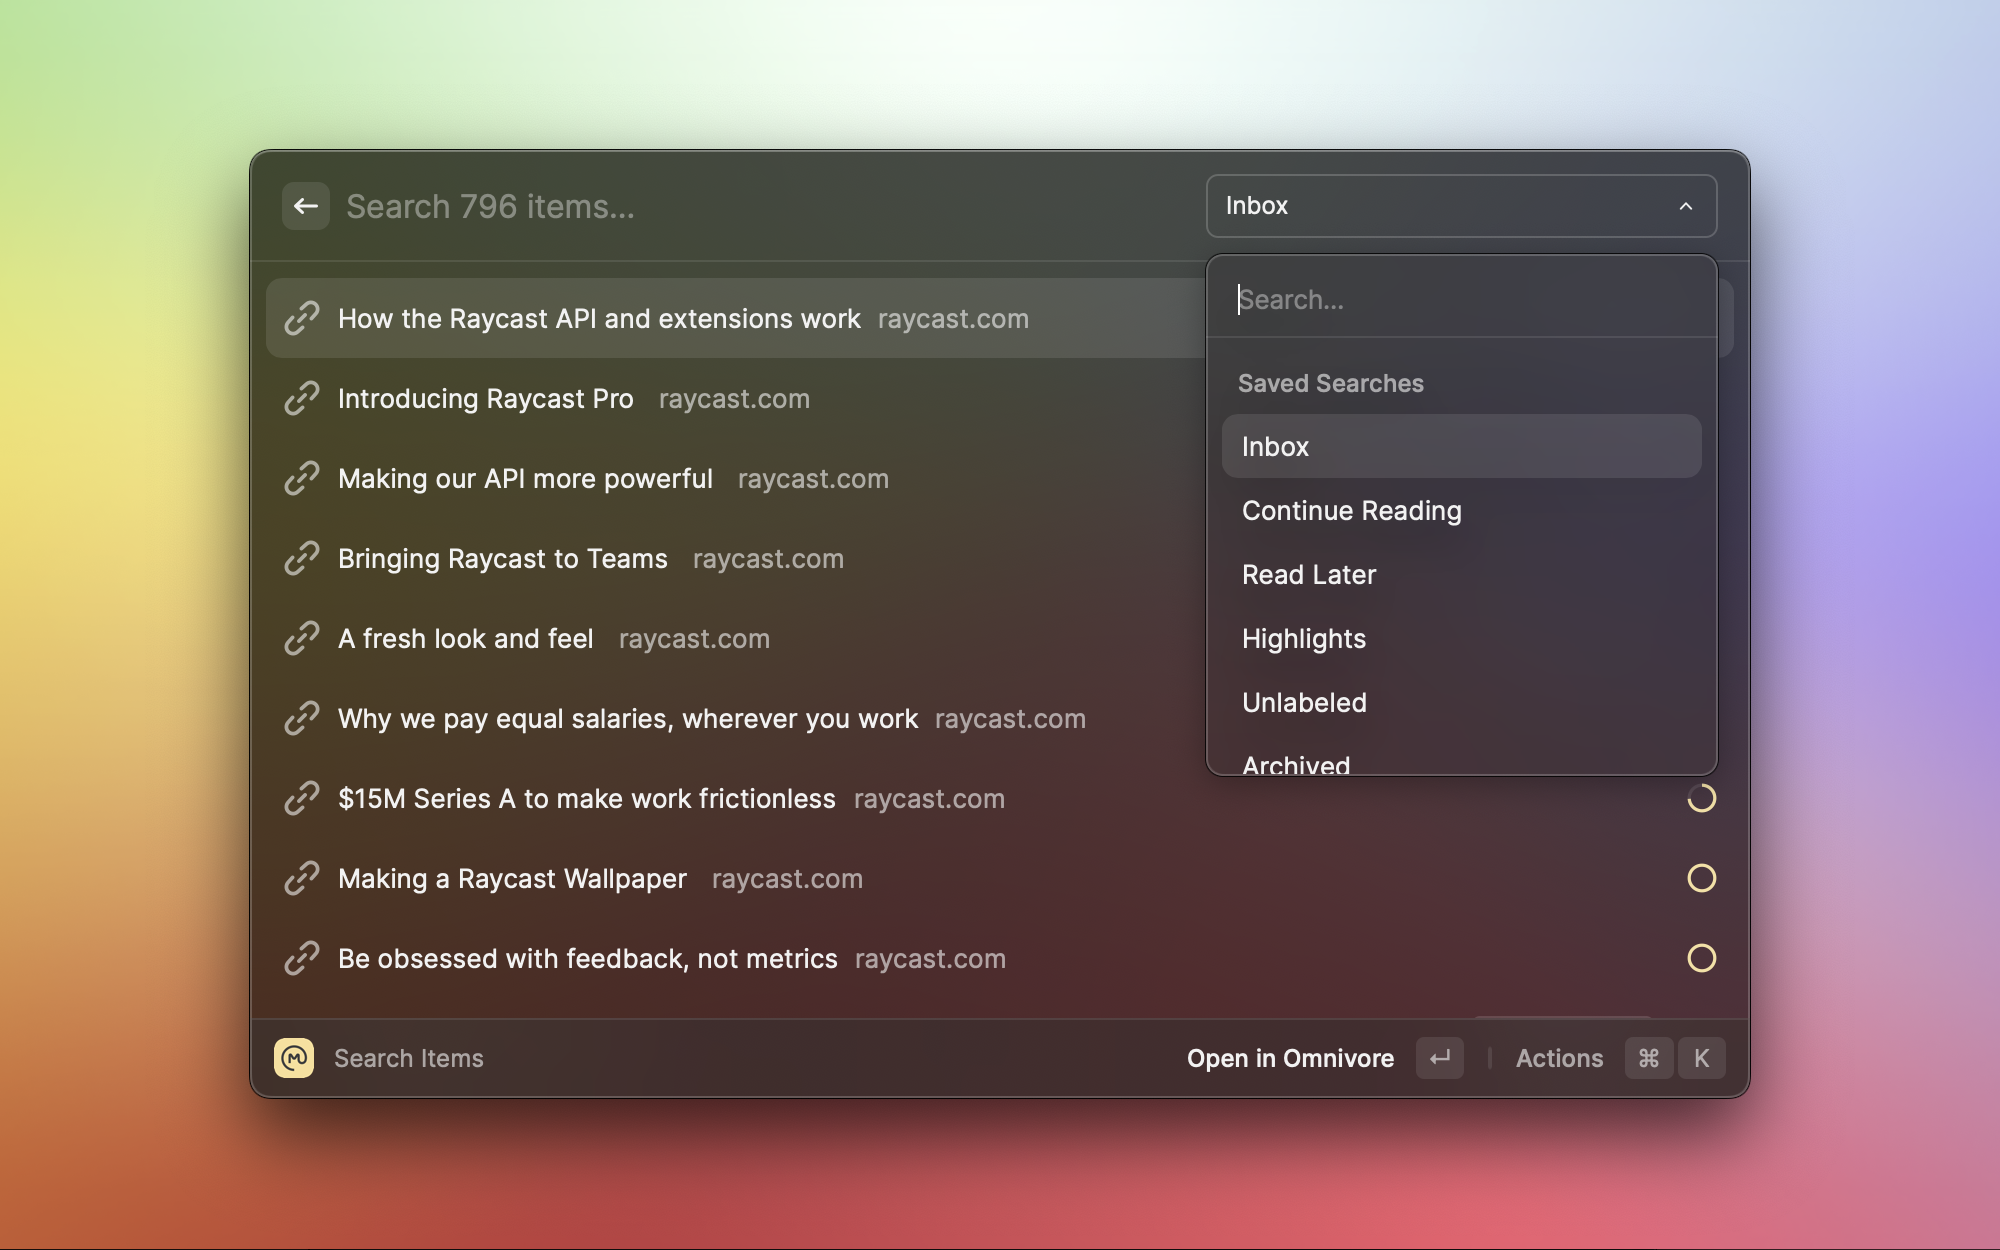 Search 796 items...
Inbox
How the Raycast API and extensions work raycast.com
Introducing Raycast Pro raycast.com
Making our API more powerful raycast.com
Bringing Raycast to Teams raycast.com
A fresh look and feel raycast.com
Why we pay equal salaries, wherever you work raycast.com
$15M Series A to make work frictionless raycast.com
Making a Raycast Wallpaper raycast.com
Be obsessed with feedback, not metrics raycast.com
Search...
Saved Searches
Inbox
Continue Reading
Read Later
Highlights
Unlabeled
Archived
Search Items
Open in Omnivore
Actions ⌘ K